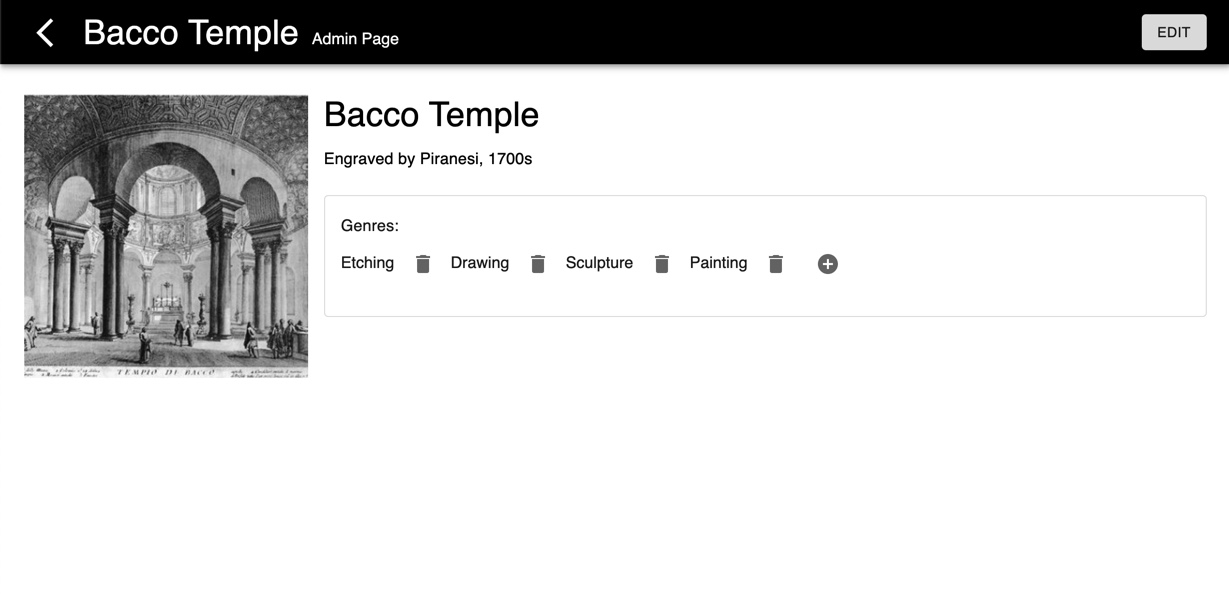 Bacco Temple Admin Page
EDIT
Bacco Temple
Engraved by Piranesi, 1700s
Genres:
Etching Drawing Sculpture Painting
TEMPIO DI BACCO